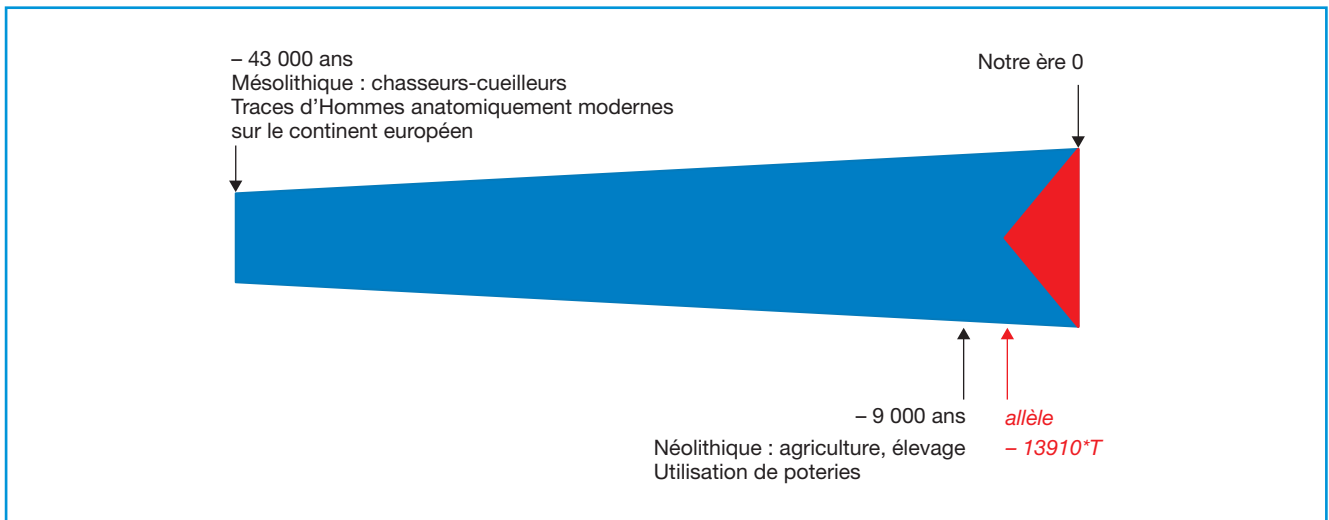 – 43 000 ans
Mésolithique : chasseurs-cueilleurs
Traces d’Hommes anatomiquement modernes
sur le continent européen
Notre ère 0
– 9 000 ans
Néolithique : agriculture, élevage
Utilisation de poteries
allèle
– 13910*T